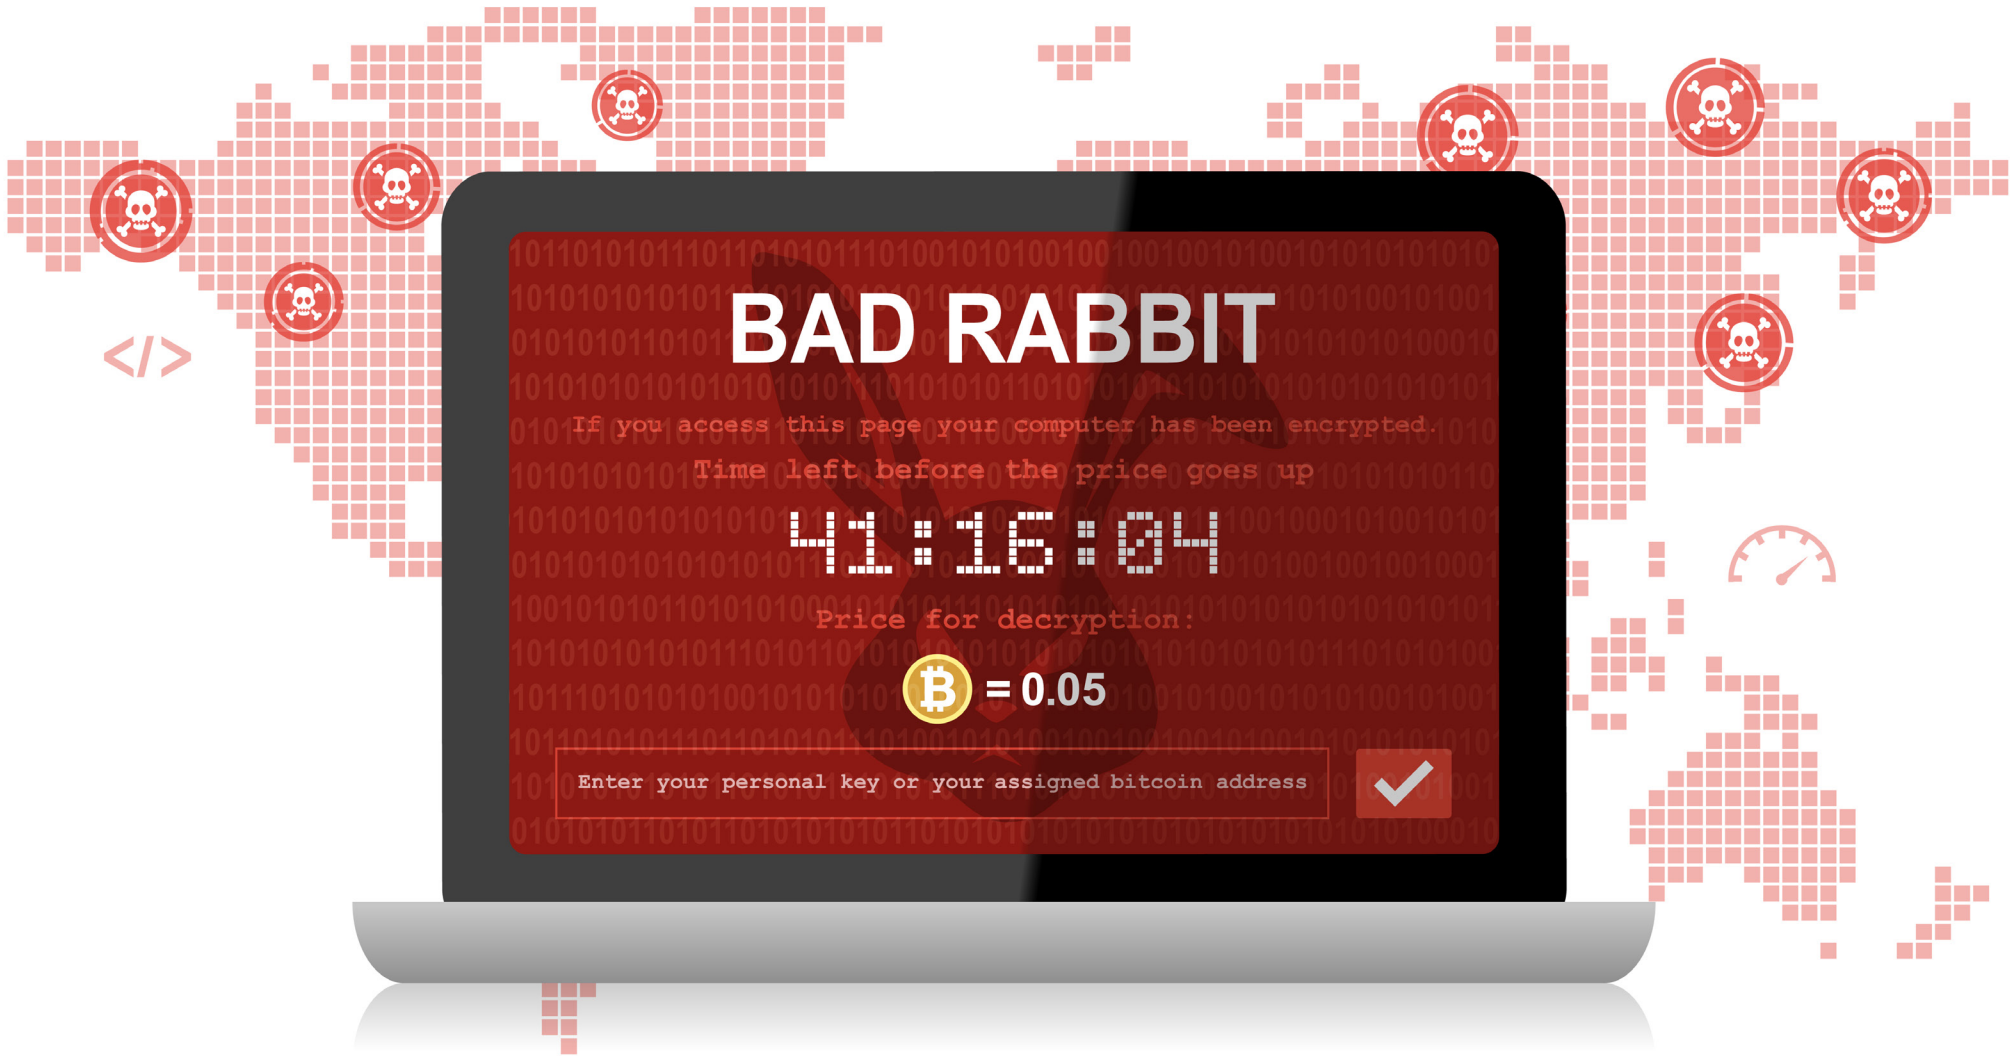 BAD RABBIT
If you access this page your computer has been encrypted.
Time left before the price goes up
41:16:04
Price for decryption:
₿ = 0.05
Enter your personal key or your assigned bitcoin address
</>